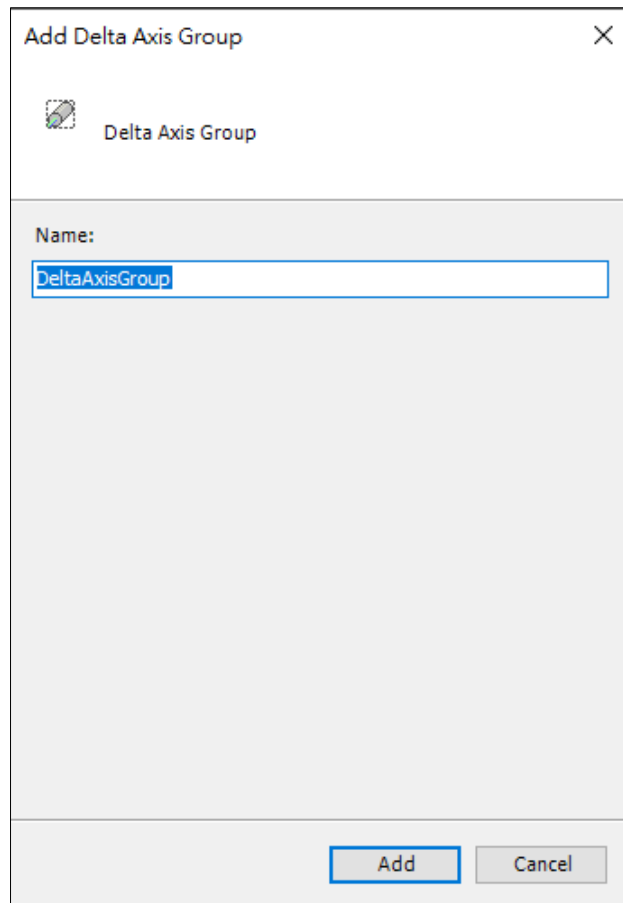 Add Delta Axis Group
Delta Axis Group
Name:
DeltaAxisGroup
Add
Cancel